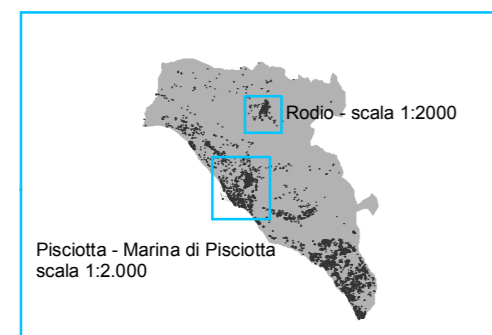 Rodio - scala 1:2000
Pisciotta - Marina di Pisciotta
scala 1:2.000